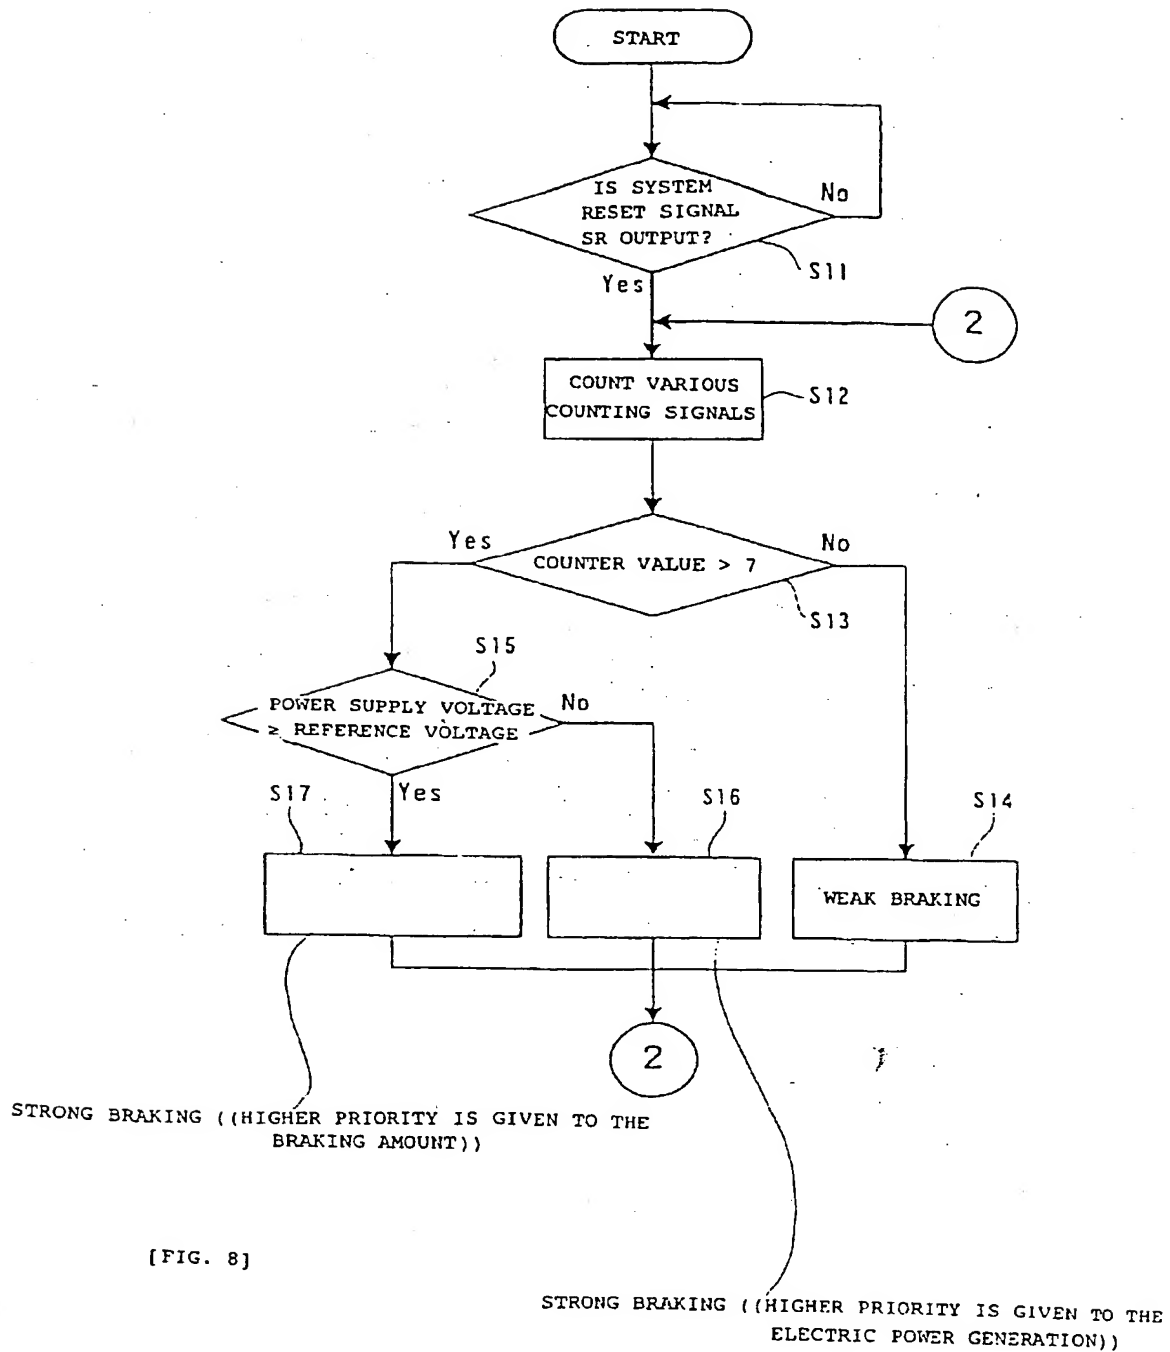 START
IS SYSTEM
RESET SIGNAL
SR OUTPUT?
No
S11
Yes
2
COUNT VARIOUS
COUNTING SIGNALS
S12
Yes
COUNTER VALUE > 7
No
S13
S15
POWER SUPPLY VOLTAGE
≥ REFERENCE VOLTAGE
No
Yes
S17
S16
S14
WEAK BRAKING
2
STRONG BRAKING ((HIGHER PRIORITY IS GIVEN TO THE
BRAKING AMOUNT))
[FIG. 8]
STRONG BRAKING ((HIGHER PRIORITY IS GIVEN TO THE
ELECTRIC POWER GENERATION))